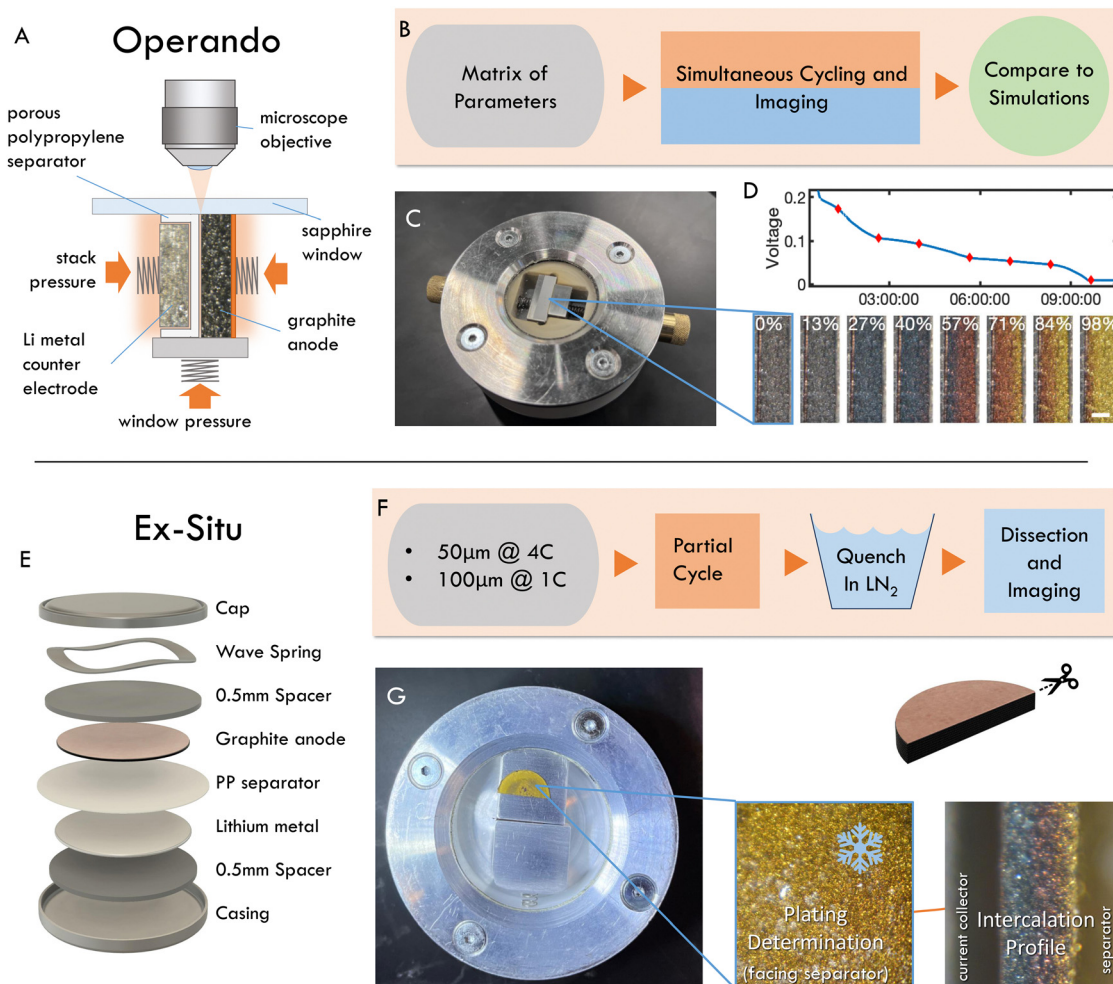 A
Operando
porous
polypropylene
separator
microscope
objective
sapphire
window
stack
pressure
graphite
anode
Li metal
counter
electrode
window pressure
B
Matrix of
Parameters
Simultaneous Cycling and
Imaging
Compare to
Simulations
C
D
Voltage
0.2
0.1
0
03:00:00 06:00:00 09:00:00
0% 13% 27% 40% 57% 71% 84% 98%
Ex-Situ
E
Cap
Wave Spring
0.5mm Spacer
Graphite anode
PP separator
Lithium metal
0.5mm Spacer
Casing
F
• 50µm @ 4C
• 100µm @ 1C
Partial
Cycle
Quench
In LN₂
Dissection
and
Imaging
G
Plating
Determination
(facing separator)
current collector
Intercalation
Profile
separator